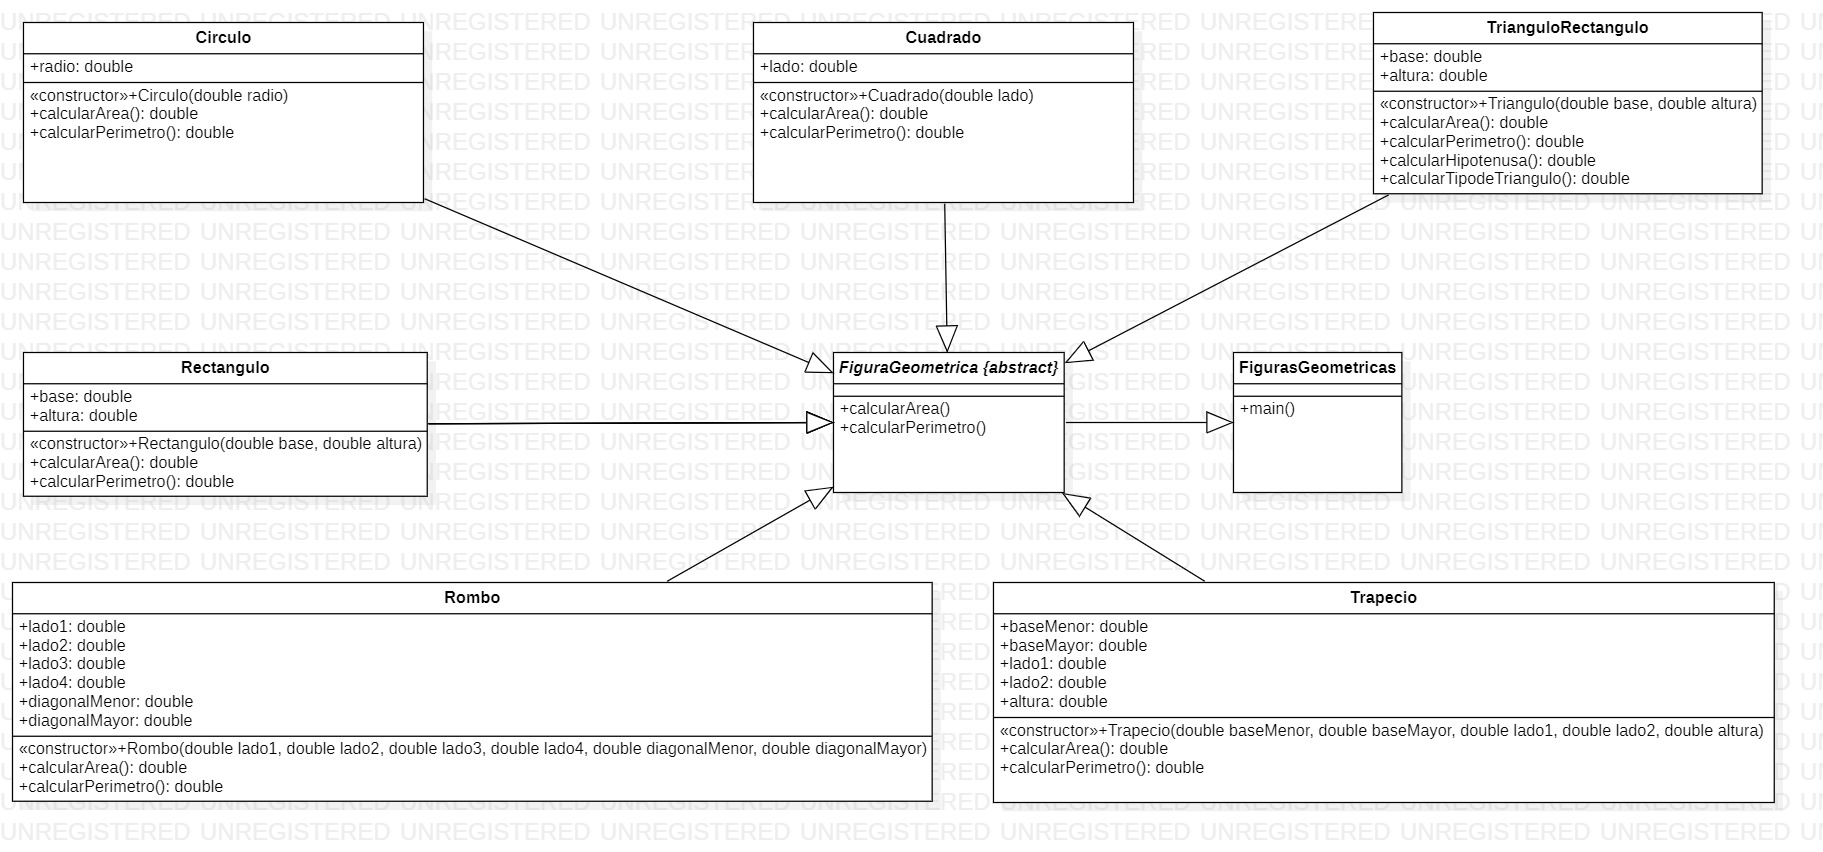 Circulo
+radio: double
«constructor»+Circulo(double radio)
+calcularArea(): double
+calcularPerimetro(): double
Cuadrado
+lado: double
«constructor»+Cuadrado(double lado)
+calcularArea(): double
+calcularPerimetro(): double
TrianguloRectangulo
+base: double
+altura: double
«constructor»+Triangulo(double base, double altura)
+calcularArea(): double
+calcularPerimetro(): double
+calcularHipotenusa(): double
+calcularTipodeTriangulo(): double
Rectangulo
+base: double
+altura: double
«constructor»+Rectangulo(double base, double altura)
+calcularArea(): double
+calcularPerimetro(): double
FiguraGeometrica {abstract}
+calcularArea()
+calcularPerimetro()
FigurasGeometricas
+main()
Rombo
+lado1: double
+lado2: double
+lado3: double
+lado4: double
+diagonalMenor: double
+diagonalMayor: double
«constructor»+Rombo(double lado1, double lado2, double lado3, double lado4, double diagonalMenor, double diagonalMayor)
+calcularArea(): double
+calcularPerimetro(): double
Trapecio
+baseMenor: double
+baseMayor: double
+lado1: double
+lado2: double
+altura: double
«constructor»+Trapecio(double baseMenor, double baseMayor, double lado1, double lado2, double altura)
+calcularArea(): double
+calcularPerimetro(): double
UNREGISTERED UNREGISTERED UNREGISTERED UNREGISTERED UNREGISTERED UNREGISTERED UNREGISTERED UNREGISTERED UNREGISTERED